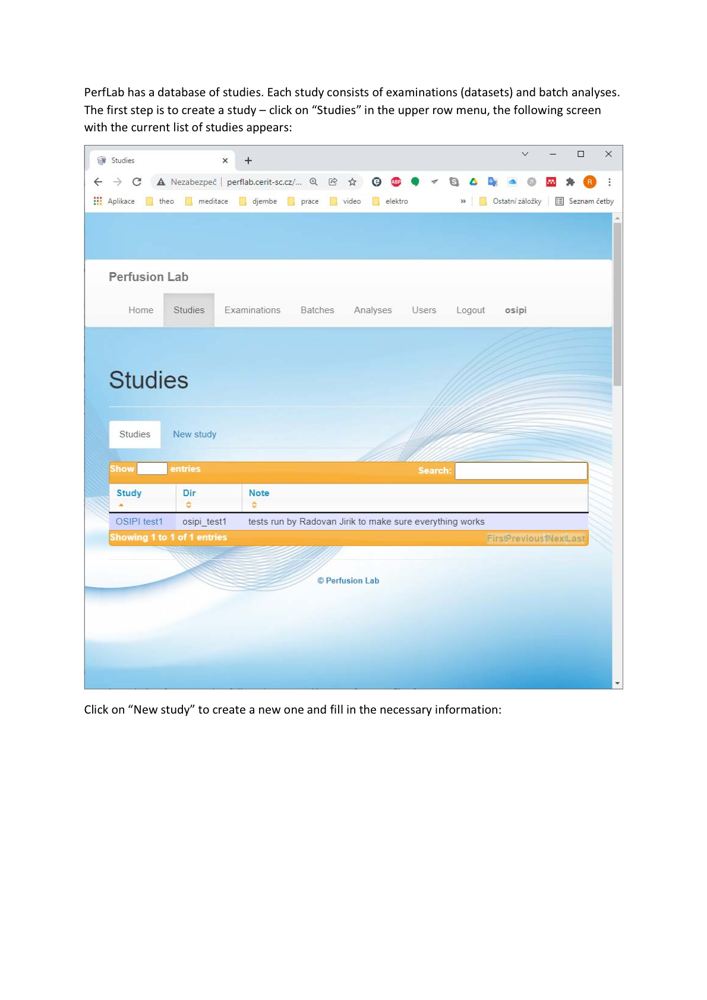 PerfLab has a database of studies. Each study consists of examinations (datasets) and batch analyses.
The first step is to create a study – click on “Studies” in the upper row menu, the following screen
with the current list of studies appears:
Studies
Nezabezpeč | perflab.cerit-sc.cz/...
ABP
R
Aplikace theo meditace djembe prace video elektro » Ostatní záložky Seznam četby
Perfusion Lab
Home Studies Examinations Batches Analyses Users Logout osipi
Studies
Studies New study
Show entries Search:
Study Dir Note
OSIPI test1 osipi_test1 tests run by Radovan Jirik to make sure everything works
Showing 1 to 1 of 1 entries FirstPrevious1NextLast
© Perfusion Lab
Click on “New study” to create a new one and fill in the necessary information: